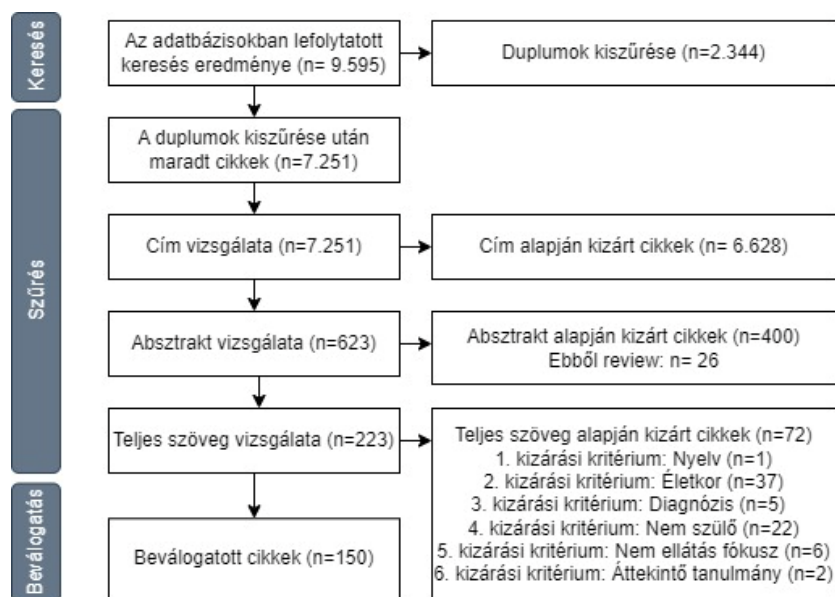 Keresés
Az adatbázisokban lefolytatott
keresés eredménye (n= 9.595)
Duplumok kiszűrése (n=2.344)
Szűrés
A duplumok kiszűrése után
maradt cikkek (n=7.251)
Cím vizsgálata (n=7.251)
Cím alapján kizárt cikkek (n= 6.628)
Absztrakt vizsgálata (n=623)
Absztrakt alapján kizárt cikkek (n=400)
Ebből review: n= 26
Teljes szöveg vizsgálata (n=223)
Teljes szöveg alapján kizárt cikkek (n=72)
1. kizárási kritérium: Nyelv (n=1)
2. kizárási kritérium: Életkor (n=37)
3. kizárási kritérium: Diagnózis (n=5)
4. kizárási kritérium: Nem szülő (n=22)
5. kizárási kritérium: Nem ellátás fókusz (n=6)
6. kizárási kritérium: Áttekintő tanulmány (n=2)
Beválogatás
Beválogatott cikkek (n=150)